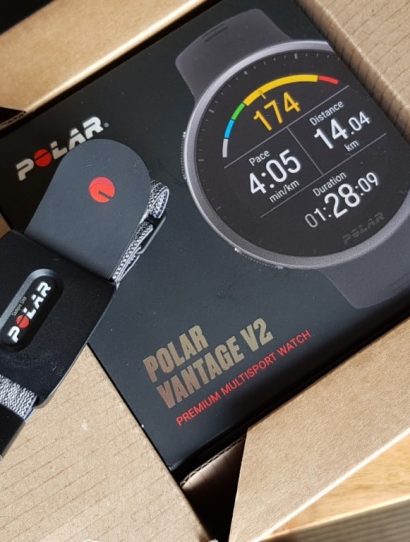 POLAR
174
Pace
4:05
min/km
Distance
14.04
km
Duration
01:28:09
POLAR
POLAR
POLAR
VANTAGE V2
PREMIUM MULTISPORT WATCH